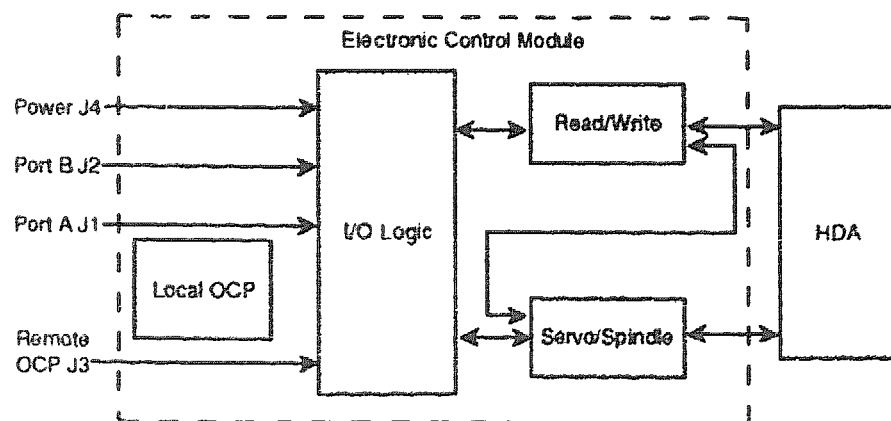 Electronic Control Module
Power J4
Port B J2
Port A J1
Local OCP
Remote
OCP J3
I/O Logic
Read/Write
Servo/Spindle
HDA